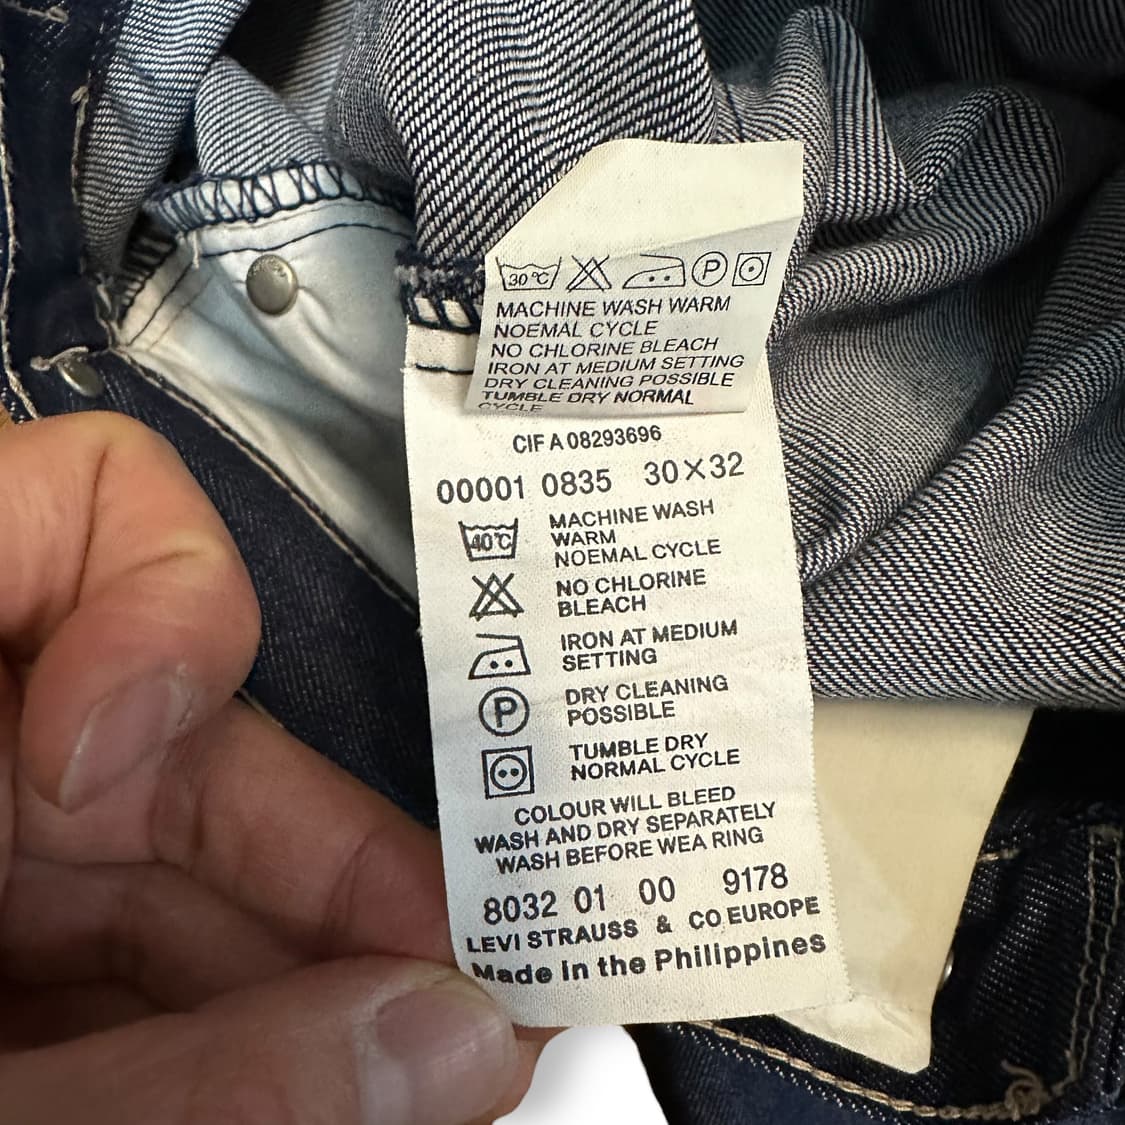 30°C P
MACHINE WASH WARM
NOEMAL CYCLE
NO CHLORINE BLEACH
IRON AT MEDIUM SETTING
DRY CLEANING POSSIBLE
TUMBLE DRY NORMAL
CYCLE
CIF A 08293696
00001 0835 30×32
40°C
MACHINE WASH
WARM
NOEMAL CYCLE
NO CHLORINE
BLEACH
IRON AT MEDIUM
SETTING
P
DRY CLEANING
POSSIBLE
TUMBLE DRY
NORMAL CYCLE
COLOUR WILL BLEED
WASH AND DRY SEPARATELY
WASH BEFORE WEA RING
8032 01 00 9178
LEVI STRAUSS & CO EUROPE
Made in the Philippines